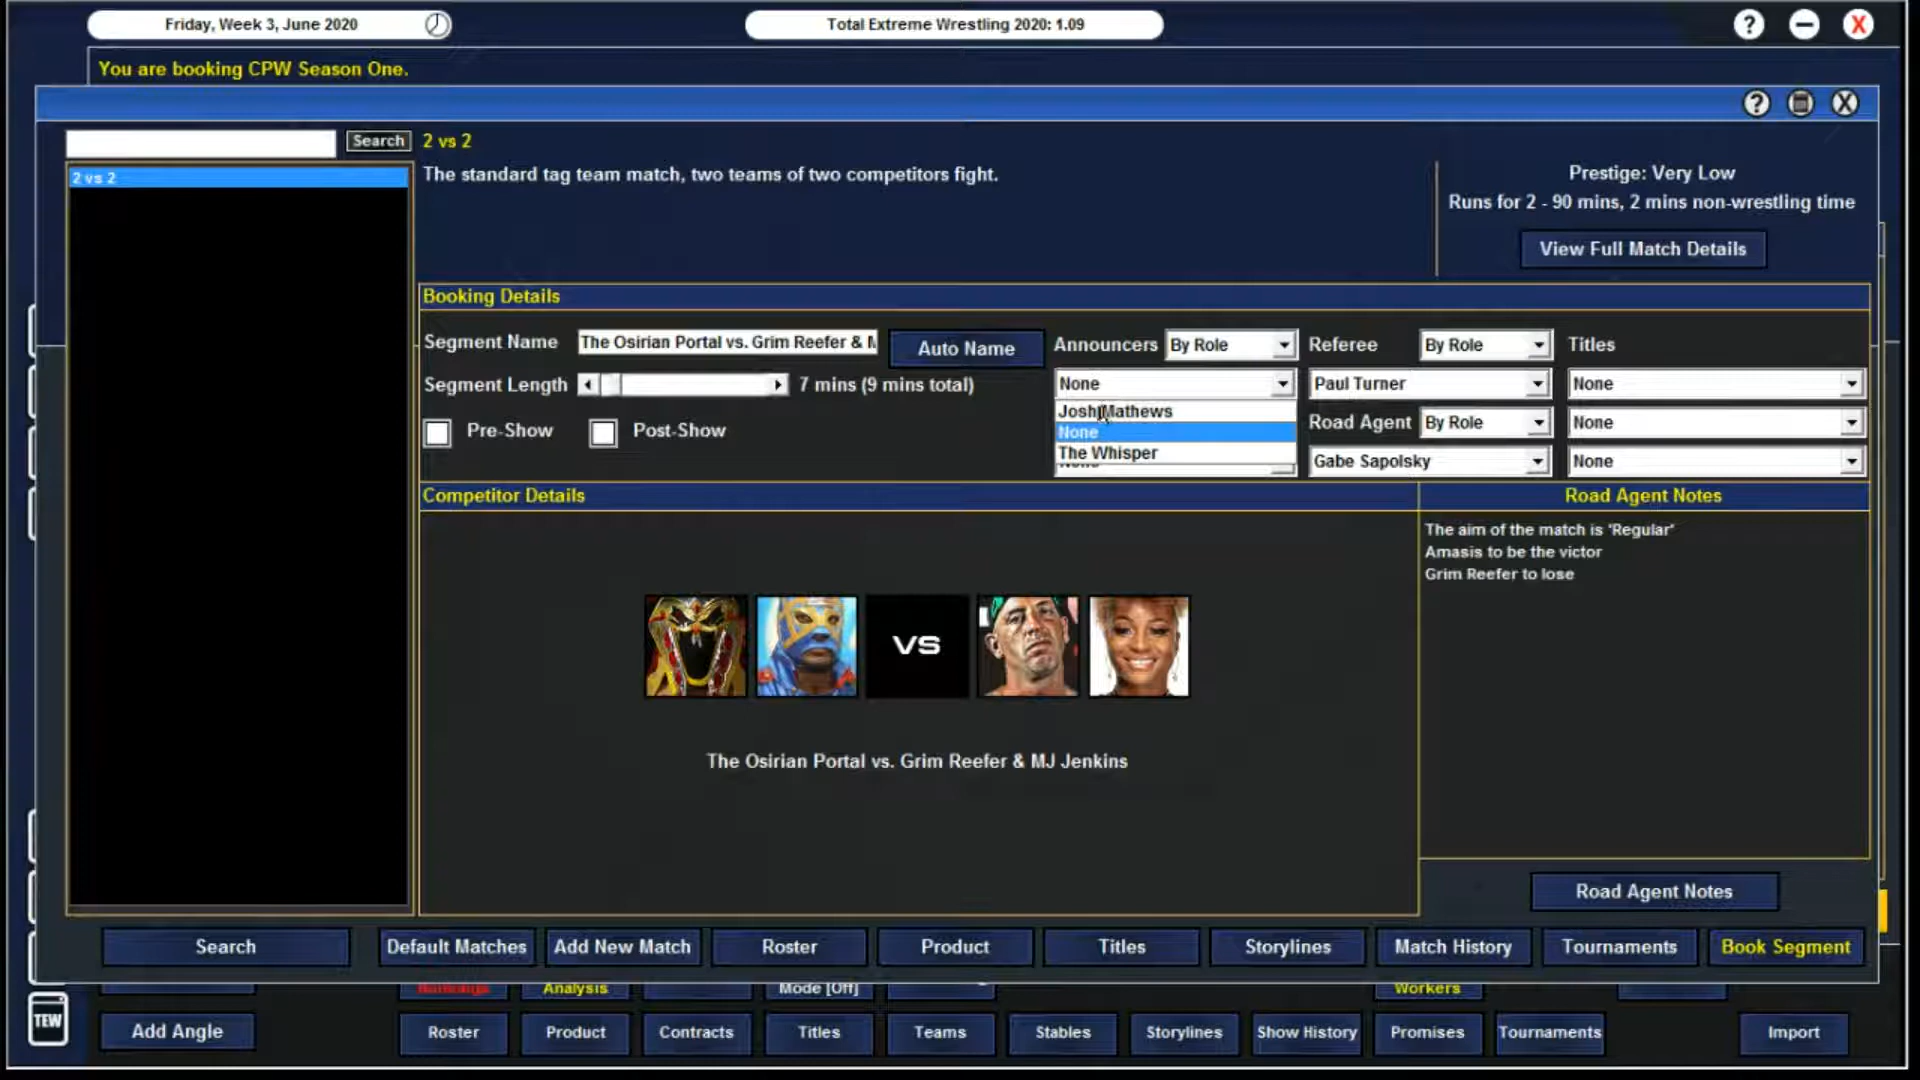 Friday, Week 3, June 2020
Total Extreme Wrestling 2020: 1.09
? X
You are booking CPW Season One.
? X
Search
2 vs 2
2 vs 2
The standard tag team match, two teams of two competitors fight.
Prestige: Very Low
Runs for 2 - 90 mins, 2 mins non-wrestling time
View Full Match Details
Booking Details
Segment Name
The Osirian Portal vs. Grim Reefer & M
Auto Name
Announcers
By Role
Referee
By Role
Titles
Segment Length
7 mins (9 mins total)
None
Paul Turner
None
Josh Mathews
None
The Whisper
None
Pre-Show
Post-Show
Road Agent
By Role
None
Gabe Sapolsky
None
Competitor Details
Road Agent Notes
The aim of the match is 'Regular'
Amasis to be the victor
Grim Reefer to lose
VS
The Osirian Portal vs. Grim Reefer & MJ Jenkins
Road Agent Notes
Search
Default Matches
Add New Match
Roster
Product
Titles
Storylines
Match History
Tournaments
Book Segment
Analysis
Mode [Off]
Workers
TEW
Add Angle
Roster
Product
Contracts
Titles
Teams
Stables
Storylines
Show History
Promises
Tournaments
Import